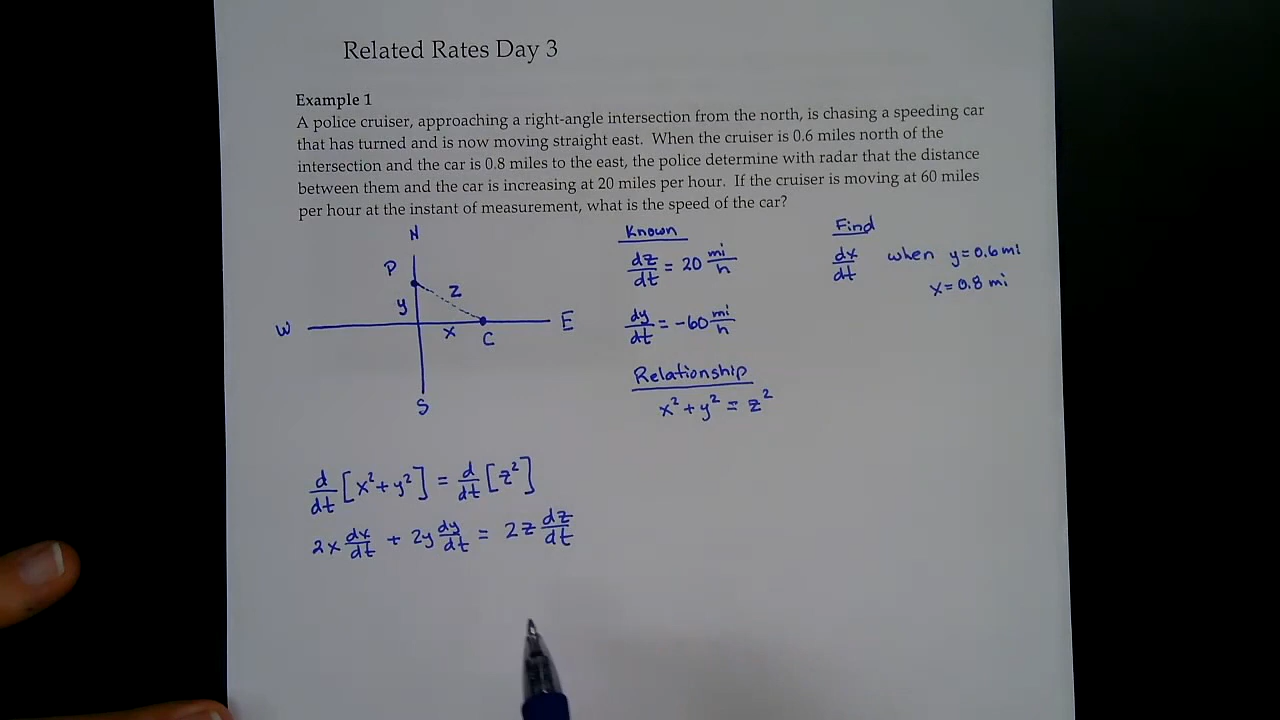 Related Rates Day 3
Example 1
A police cruiser, approaching a right-angle intersection from the north, is chasing a speeding car
that has turned and is now moving straight east. When the cruiser is 0.6 miles north of the
intersection and the car is 0.8 miles to the east, the police determine with radar that the distance
between them and the car is increasing at 20 miles per hour. If the cruiser is moving at 60 miles
per hour at the instant of measurement, what is the speed of the car?
N
P
y
z
W
x
C
E
S
Known
dz/dt = 20 mi/h
dy/dt = -60 mi/h
Relationship
x² + y² = z²
Find
dx/dt when y = 0.6 mi
x = 0.8 mi
d/dt [x² + y²] = d/dt [z²]
2x dx/dt + 2y dy/dt = 2z dz/dt